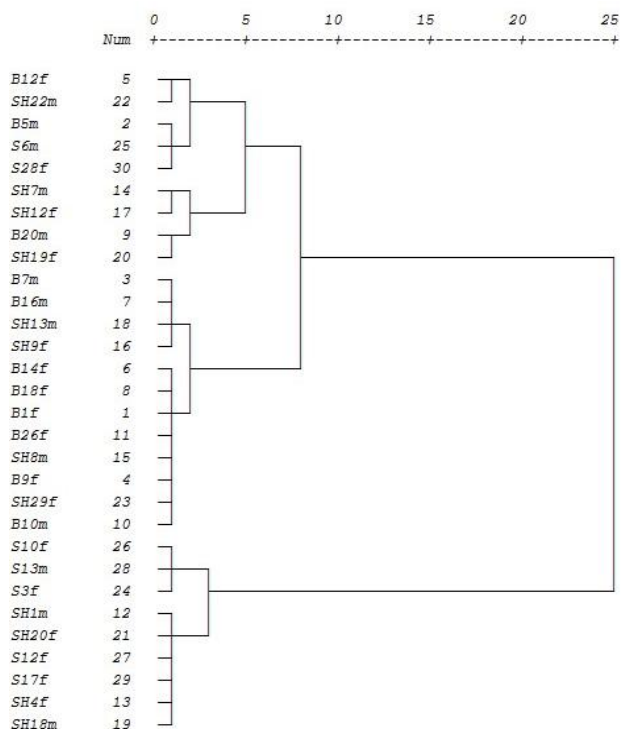 0 5 10 15 20 25
Num +---------+---------+---------+---------+---------+
B12f 5
SH22m 22
B5m 2
S6m 25
S28f 30
SH7m 14
SH12f 17
B20m 9
SH19f 20
B7m 3
B16m 7
SH13m 18
SH9f 16
B14f 6
B18f 8
B1f 1
B26f 11
SH8m 15
B9f 4
SH29f 23
B10m 10
S10f 26
S13m 28
S3f 24
SH1m 12
SH20f 21
S12f 27
S17f 29
SH4f 13
SH18m 19